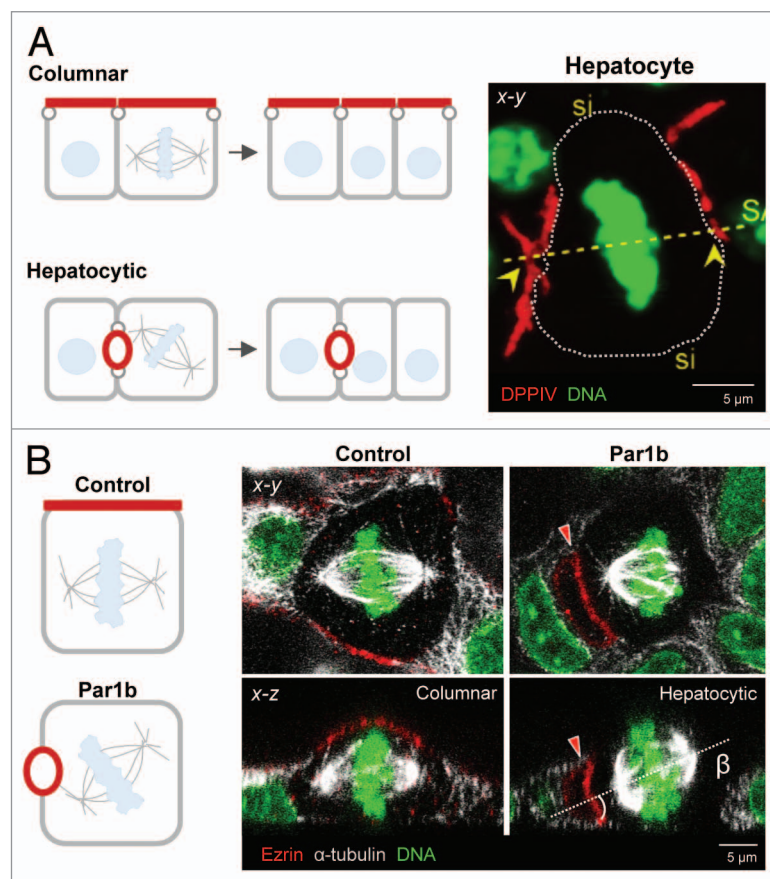 A
Columnar
Hepatocytic
Hepatocyte
x-y
si
SA
si
DPPIV DNA
5 µm
B
Control
Par1b
Control
Par1b
x-y
x-z
Columnar
Hepatocytic
β
Ezrin α-tubulin DNA
5 µm